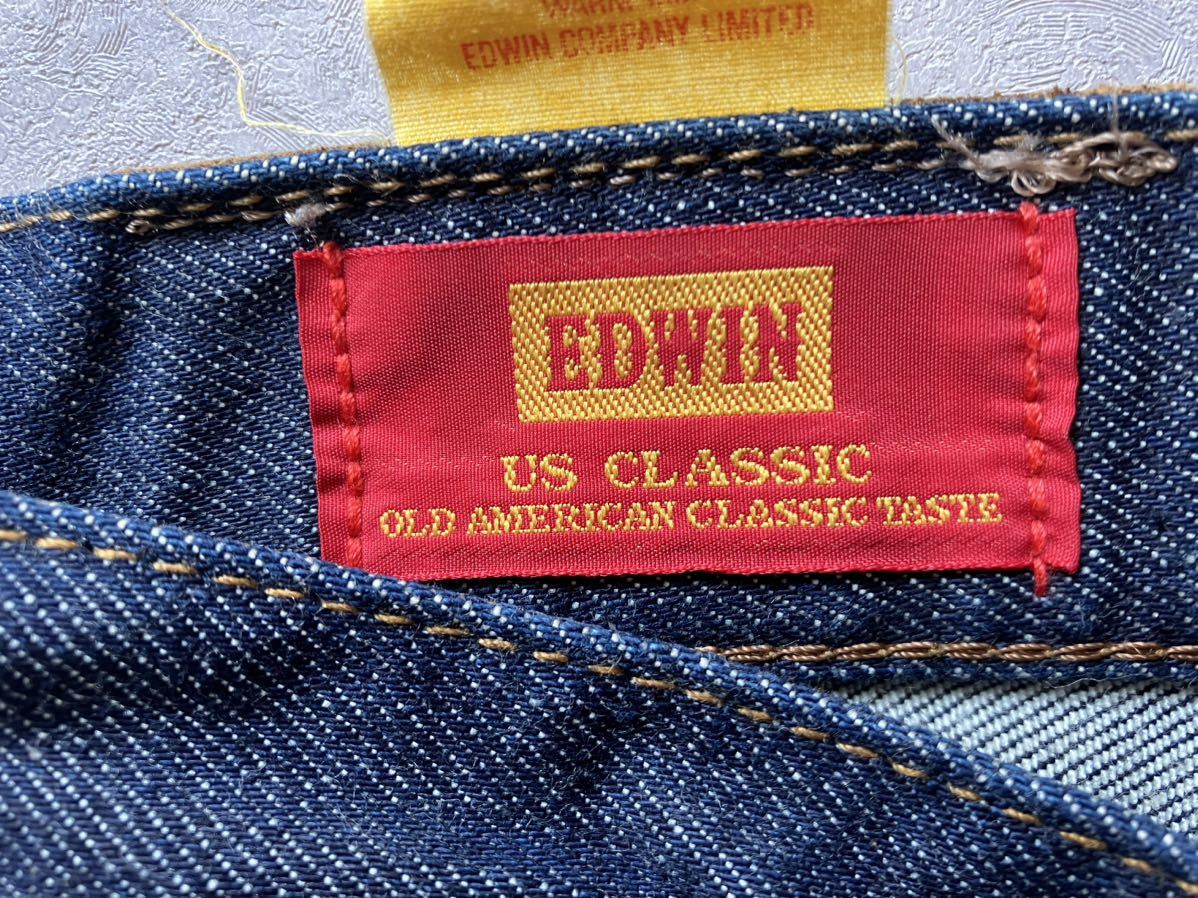 EDWIN COMPANY LIMITED
EDWIN
US CLASSIC
OLD AMERICAN CLASSIC TASTE